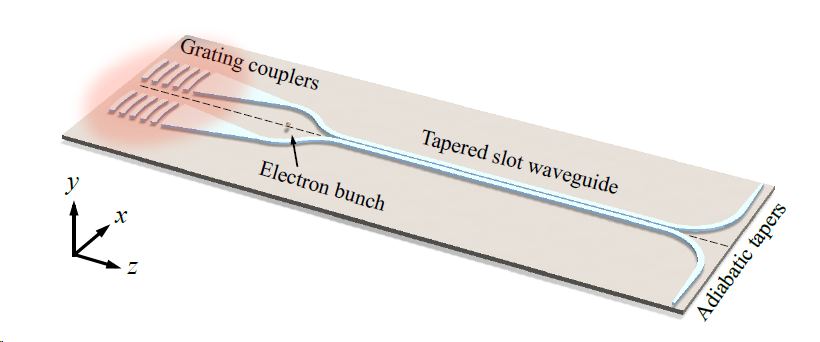 Grating couplers
Tapered slot waveguide
Electron bunch
y
x
z
Adiabatic tapers